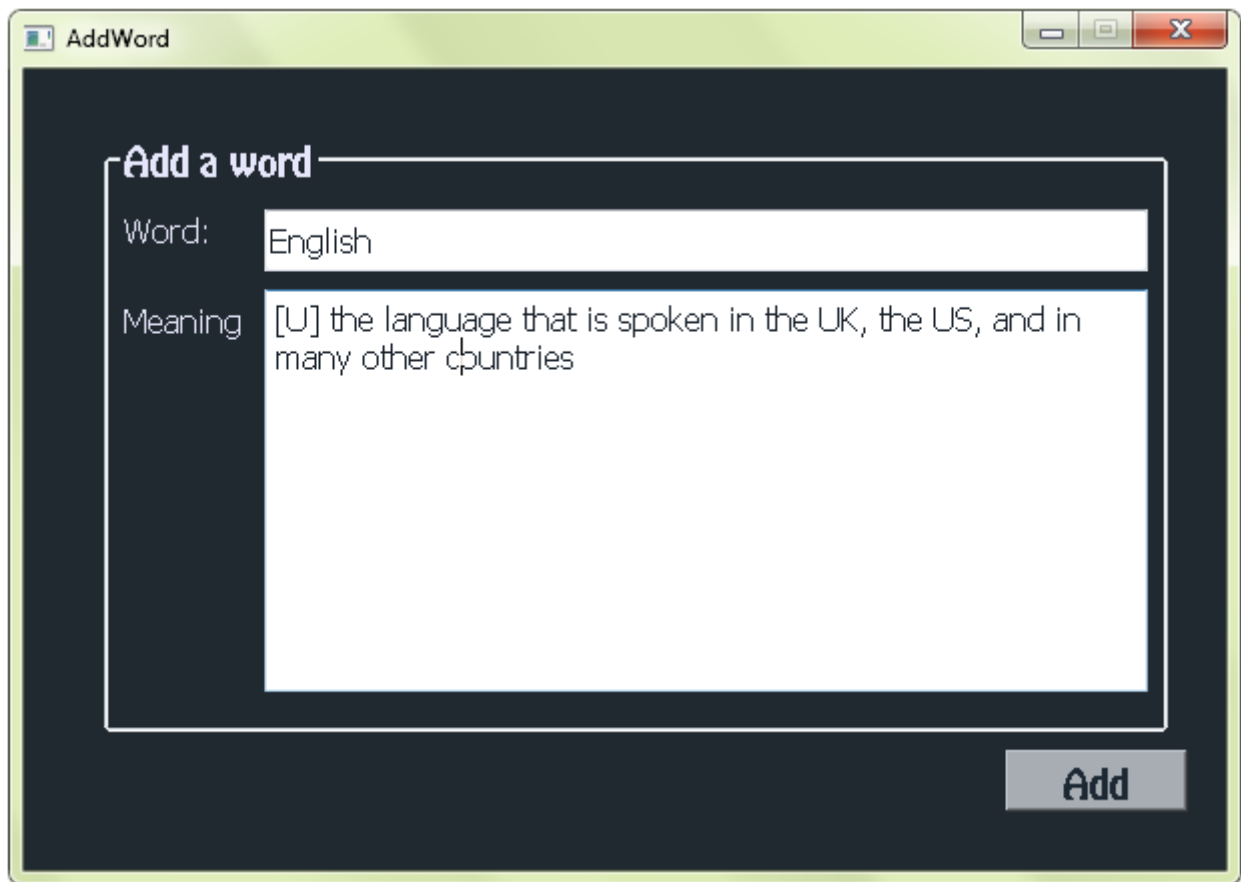 AddWord
Add a word
Word:
English
Meaning
[U] the language that is spoken in the UK, the US, and in
many other countries
Add